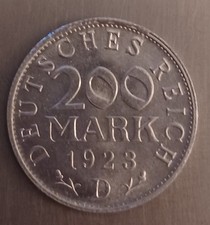 DEUTSCHES REICH
200
MARK
1923
D